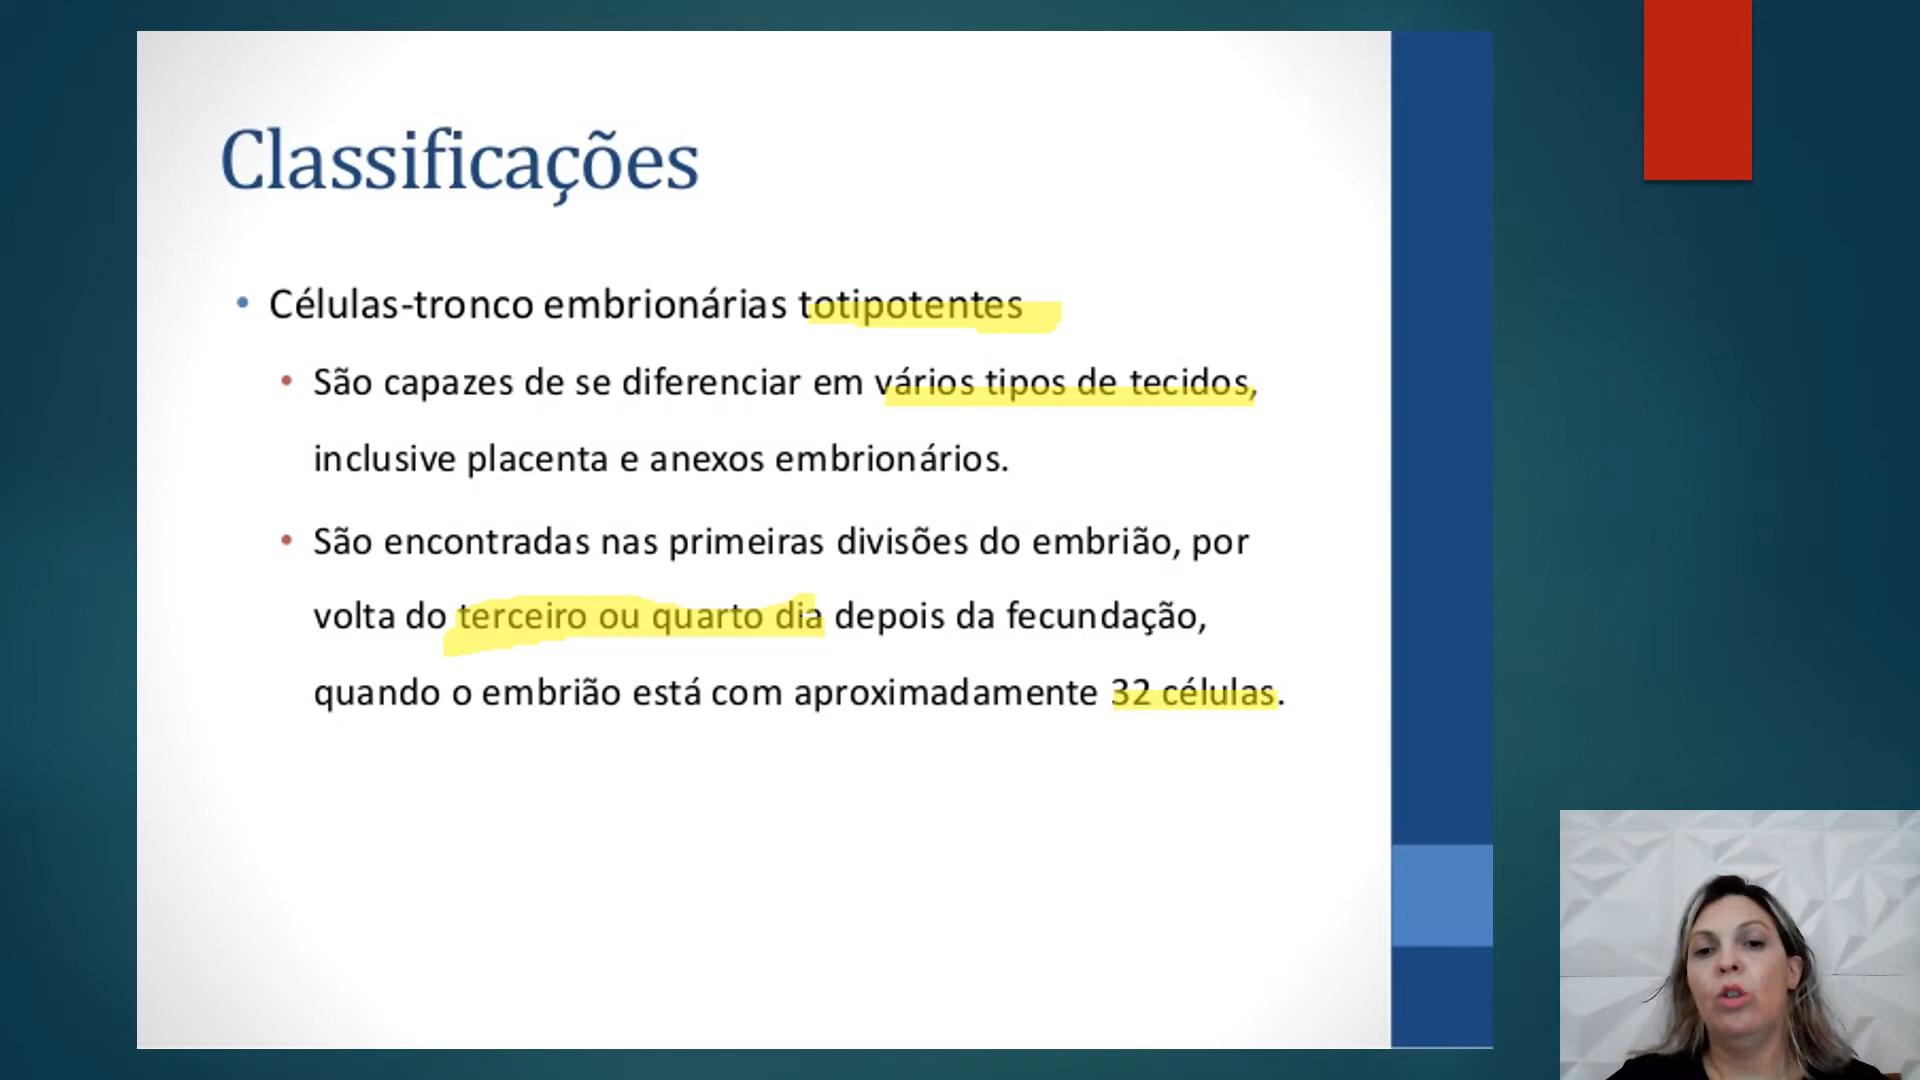 Classificações
• Células-tronco embrionárias totipotentes
• São capazes de se diferenciar em vários tipos de tecidos,
inclusive placenta e anexos embrionários.
• São encontradas nas primeiras divisões do embrião, por
volta do terceiro ou quarto dia depois da fecundação,
quando o embrião está com aproximadamente 32 células.